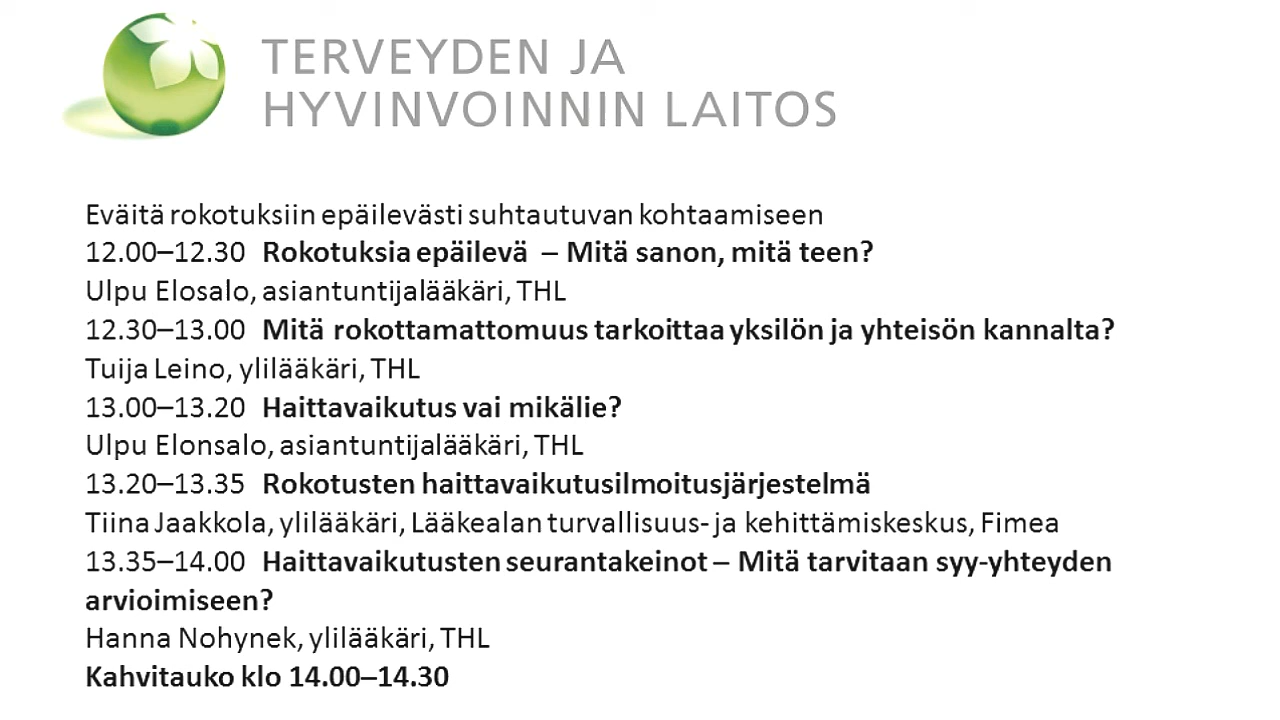 TERVEYDEN JA
HYVINVOINNIN LAITOS
Eväitä rokotuksiin epäilevästi suhtautuvan kohtaamiseen
12.00–12.30 Rokotuksia epäilevä – Mitä sanon, mitä teen?
Ulpu Elosalo, asiantuntijalääkäri, THL
12.30–13.00 Mitä rokottamattomuus tarkoittaa yksilön ja yhteisön kannalta?
Tuija Leino, ylilääkäri, THL
13.00–13.20 Haittavaikutus vai mikälie?
Ulpu Elonsalo, asiantuntijalääkäri, THL
13.20–13.35 Rokotusten haittavaikutusilmoitusjärjestelmä
Tiina Jaakkola, ylilääkäri, Lääkealan turvallisuus- ja kehittämiskeskus, Fimea
13.35–14.00 Haittavaikutusten seurantakeinot – Mitä tarvitaan syy-yhteyden
arvioimiseen?
Hanna Nohynek, ylilääkäri, THL
Kahvitauko klo 14.00–14.30